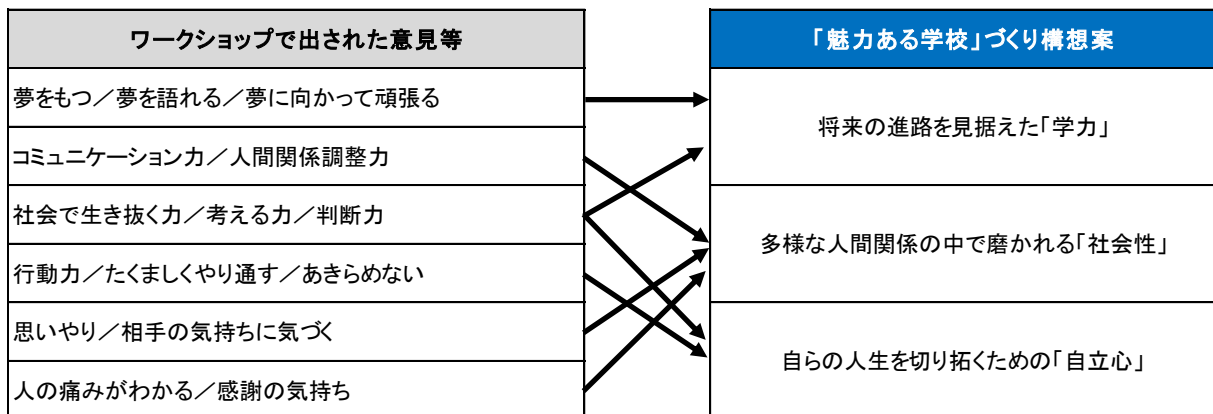 ワークショップで出された意見等
夢をもつ／夢を語れる／夢に向かって頑張る
コミュニケーション力／人間関係調整力
社会で生き抜く力／考える力／判断力
行動力／たくましくやり通す／あきらめない
思いやり／相手の気持ちに気づく
人の痛みがわかる／感謝の気持ち
「魅力ある学校」づくり構想案
将来の進路を見据えた「学力」
多様な人間関係の中で磨かれる「社会性」
自らの人生を切り拓くための「自立心」